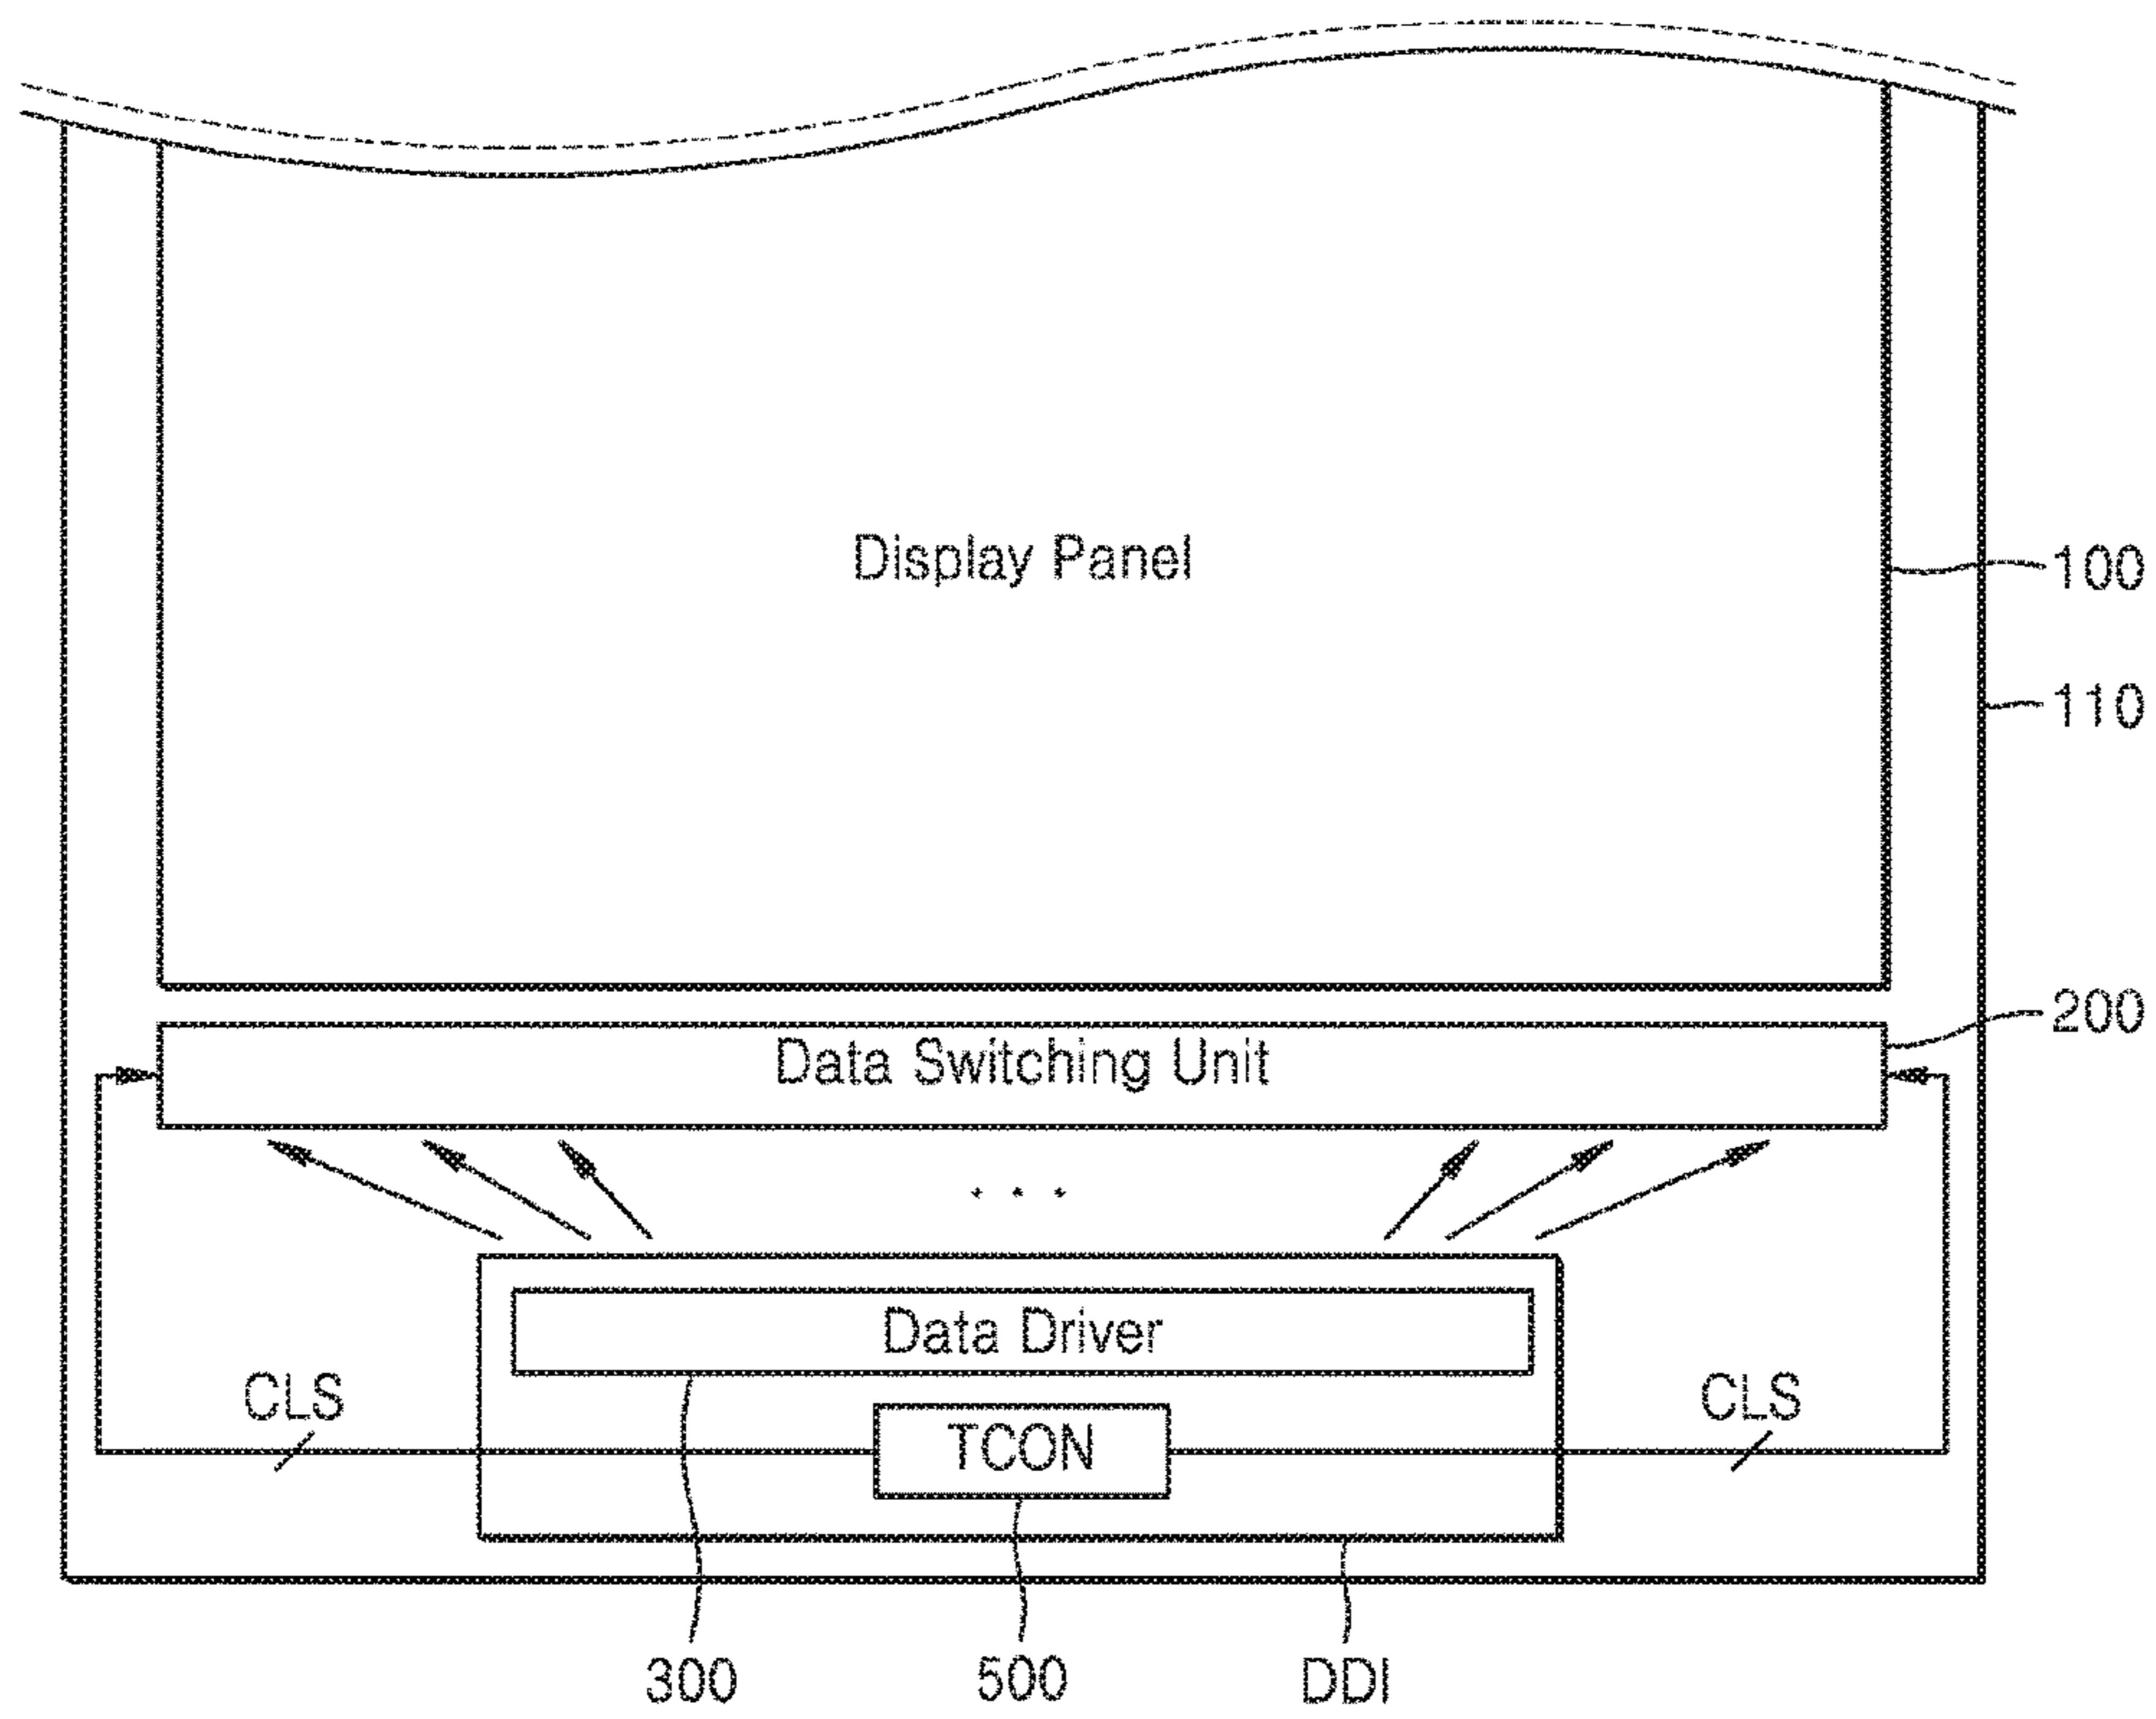 Display Panel
100
110
200
Data Switching Unit
. . .
Data Driver
CLS
CLS
TCON
300
500
DDI